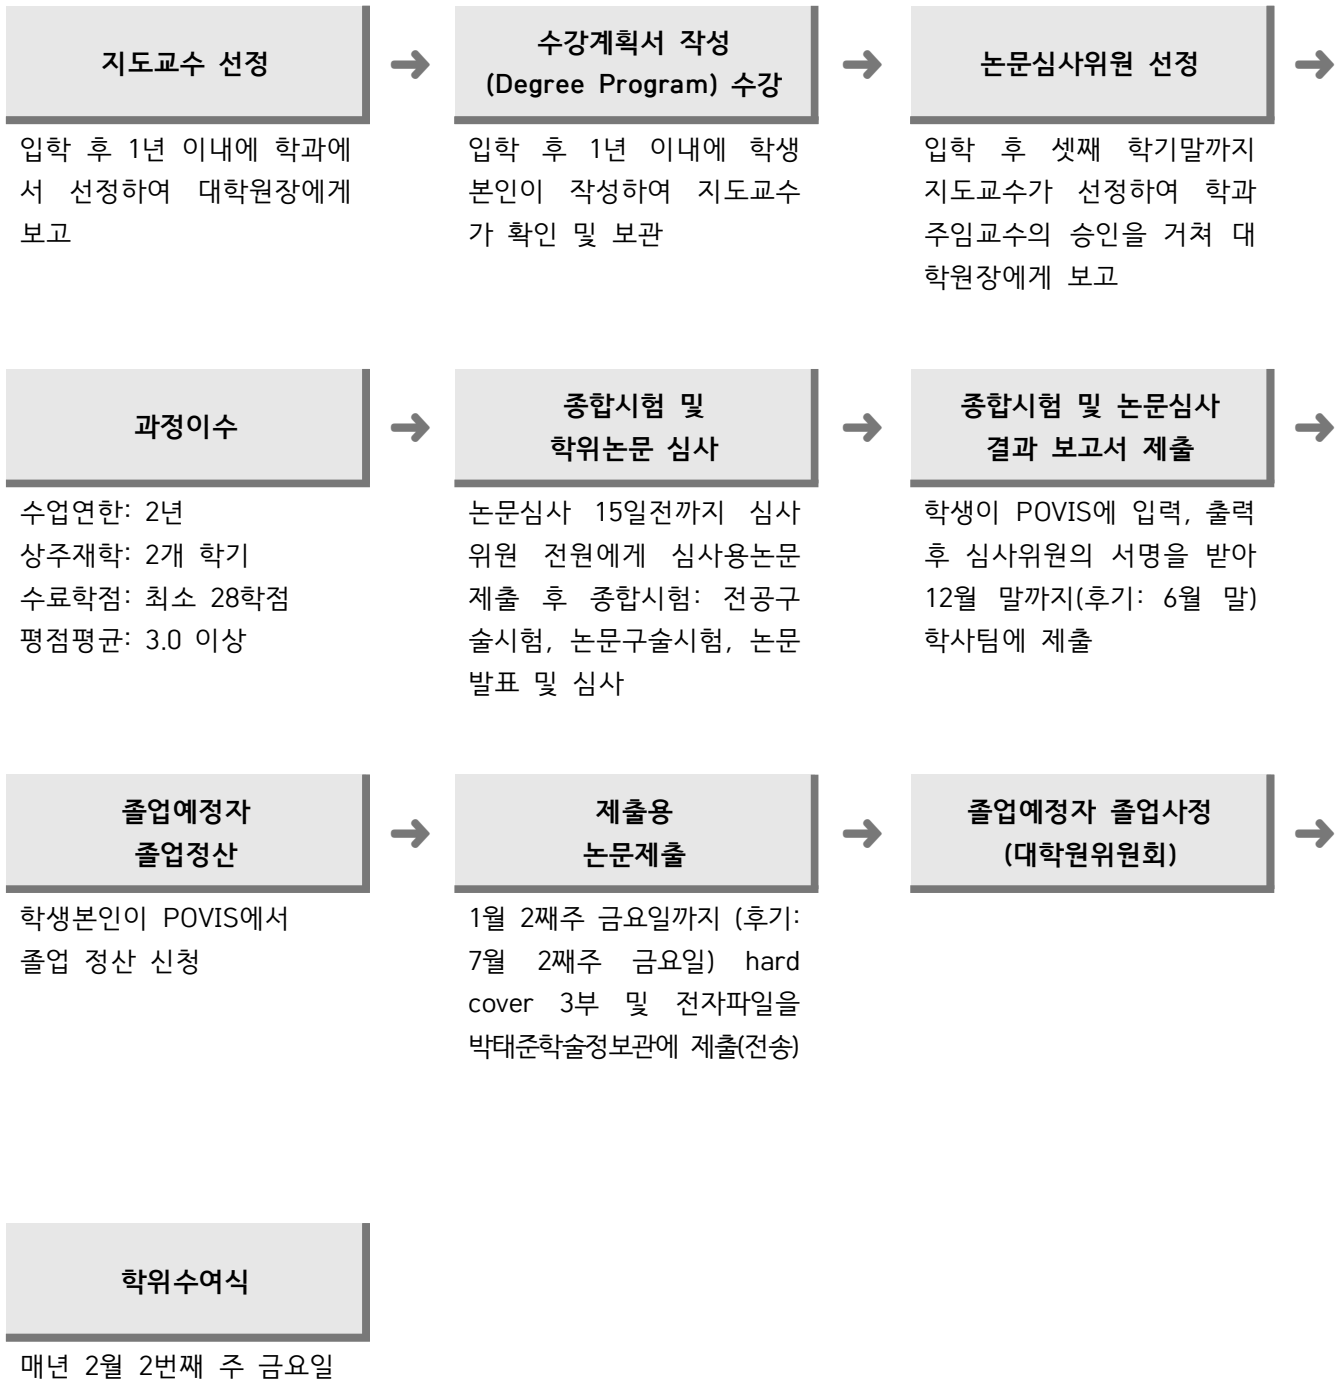 지도교수 선정
입학 후 1년 이내에 학과에
서 선정하여 대학원장에게
보고
수강계획서 작성
(Degree Program) 수강
입학 후 1년 이내에 학생
본인이 작성하여 지도교수
가 확인 및 보관
논문심사위원 선정
입학 후 셋째 학기말까지
지도교수가 선정하여 학과
주임교수의 승인을 거쳐 대
학원장에게 보고
과정이수
수업연한: 2년
상주재학: 2개 학기
수료학점: 최소 28학점
평점평균: 3.0 이상
종합시험 및
학위논문 심사
논문심사 15일전까지 심사
위원 전원에게 심사용논문
제출 후 종합시험: 전공구
술시험, 논문구술시험, 논문
발표 및 심사
종합시험 및 논문심사
결과 보고서 제출
학생이 POVIS에 입력, 출력
후 심사위원의 서명을 받아
12월 말까지(후기: 6월 말)
학사팀에 제출
졸업예정자
졸업정산
학생본인이 POVIS에서
졸업 정산 신청
제출용
논문제출
1월 2째주 금요일까지 (후기:
7월 2째주 금요일) hard
cover 3부 및 전자파일을
박태준학술정보관에 제출(전송)
졸업예정자 졸업사정
(대학원위원회)
학위수여식
매년 2월 2번째 주 금요일